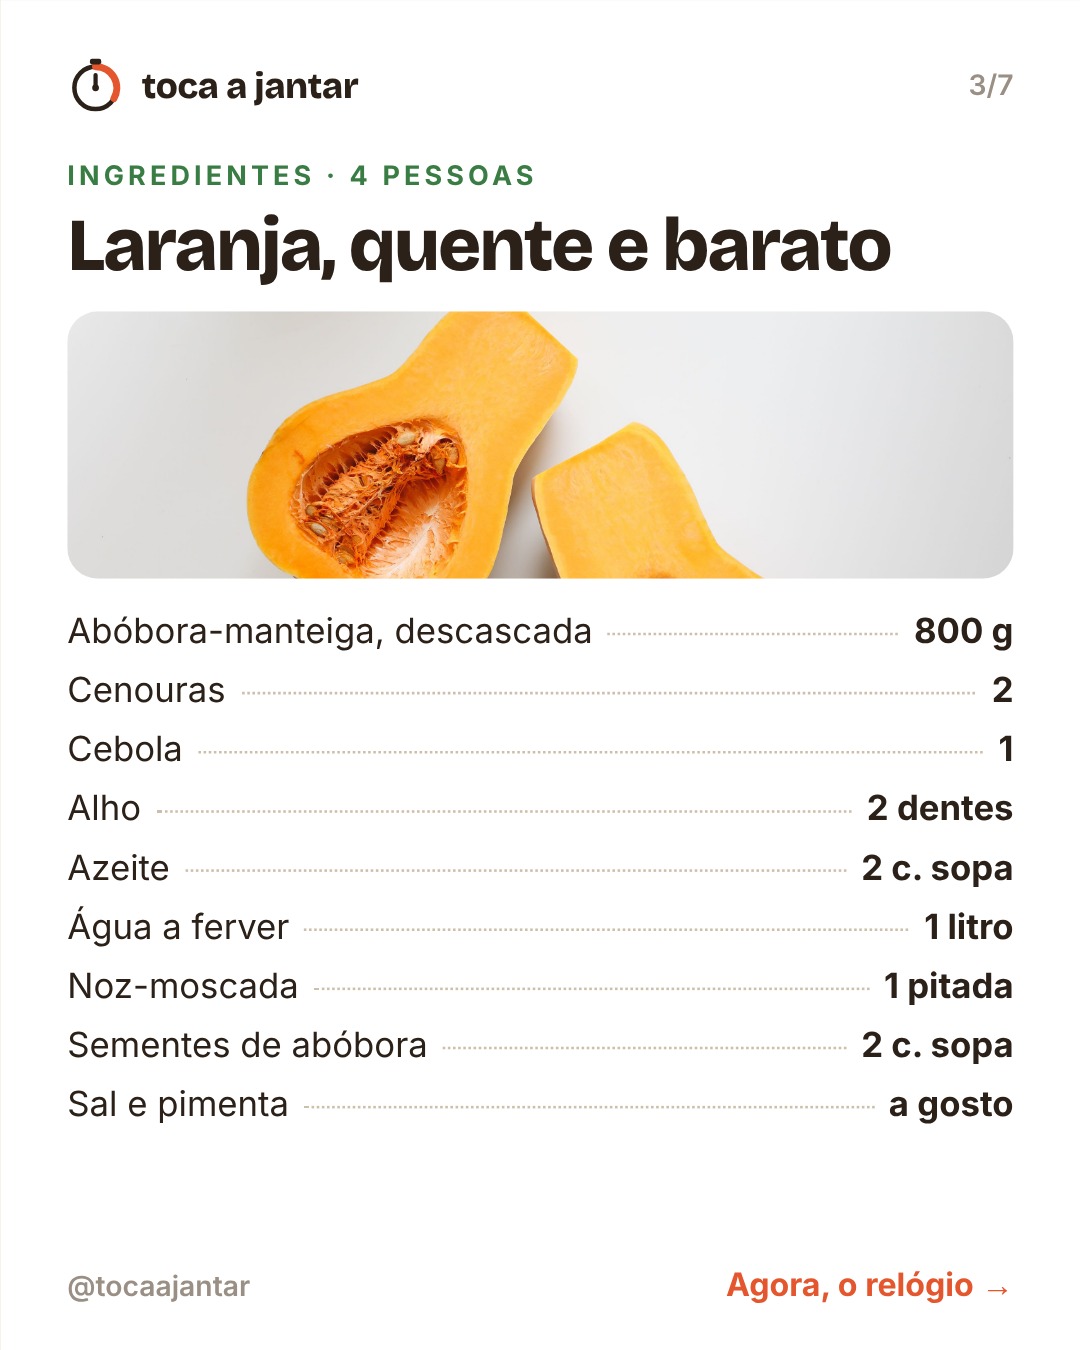 toca a jantar
3/7
INGREDIENTES · 4 PESSOAS
Laranja, quente e barato
Abóbora-manteiga, descascada 800 g
Cenouras 2
Cebola 1
Alho 2 dentes
Azeite 2 c. sopa
Água a ferver 1 litro
Noz-moscada 1 pitada
Sementes de abóbora 2 c. sopa
Sal e pimenta a gosto
@tocaajantar
Agora, o relógio →